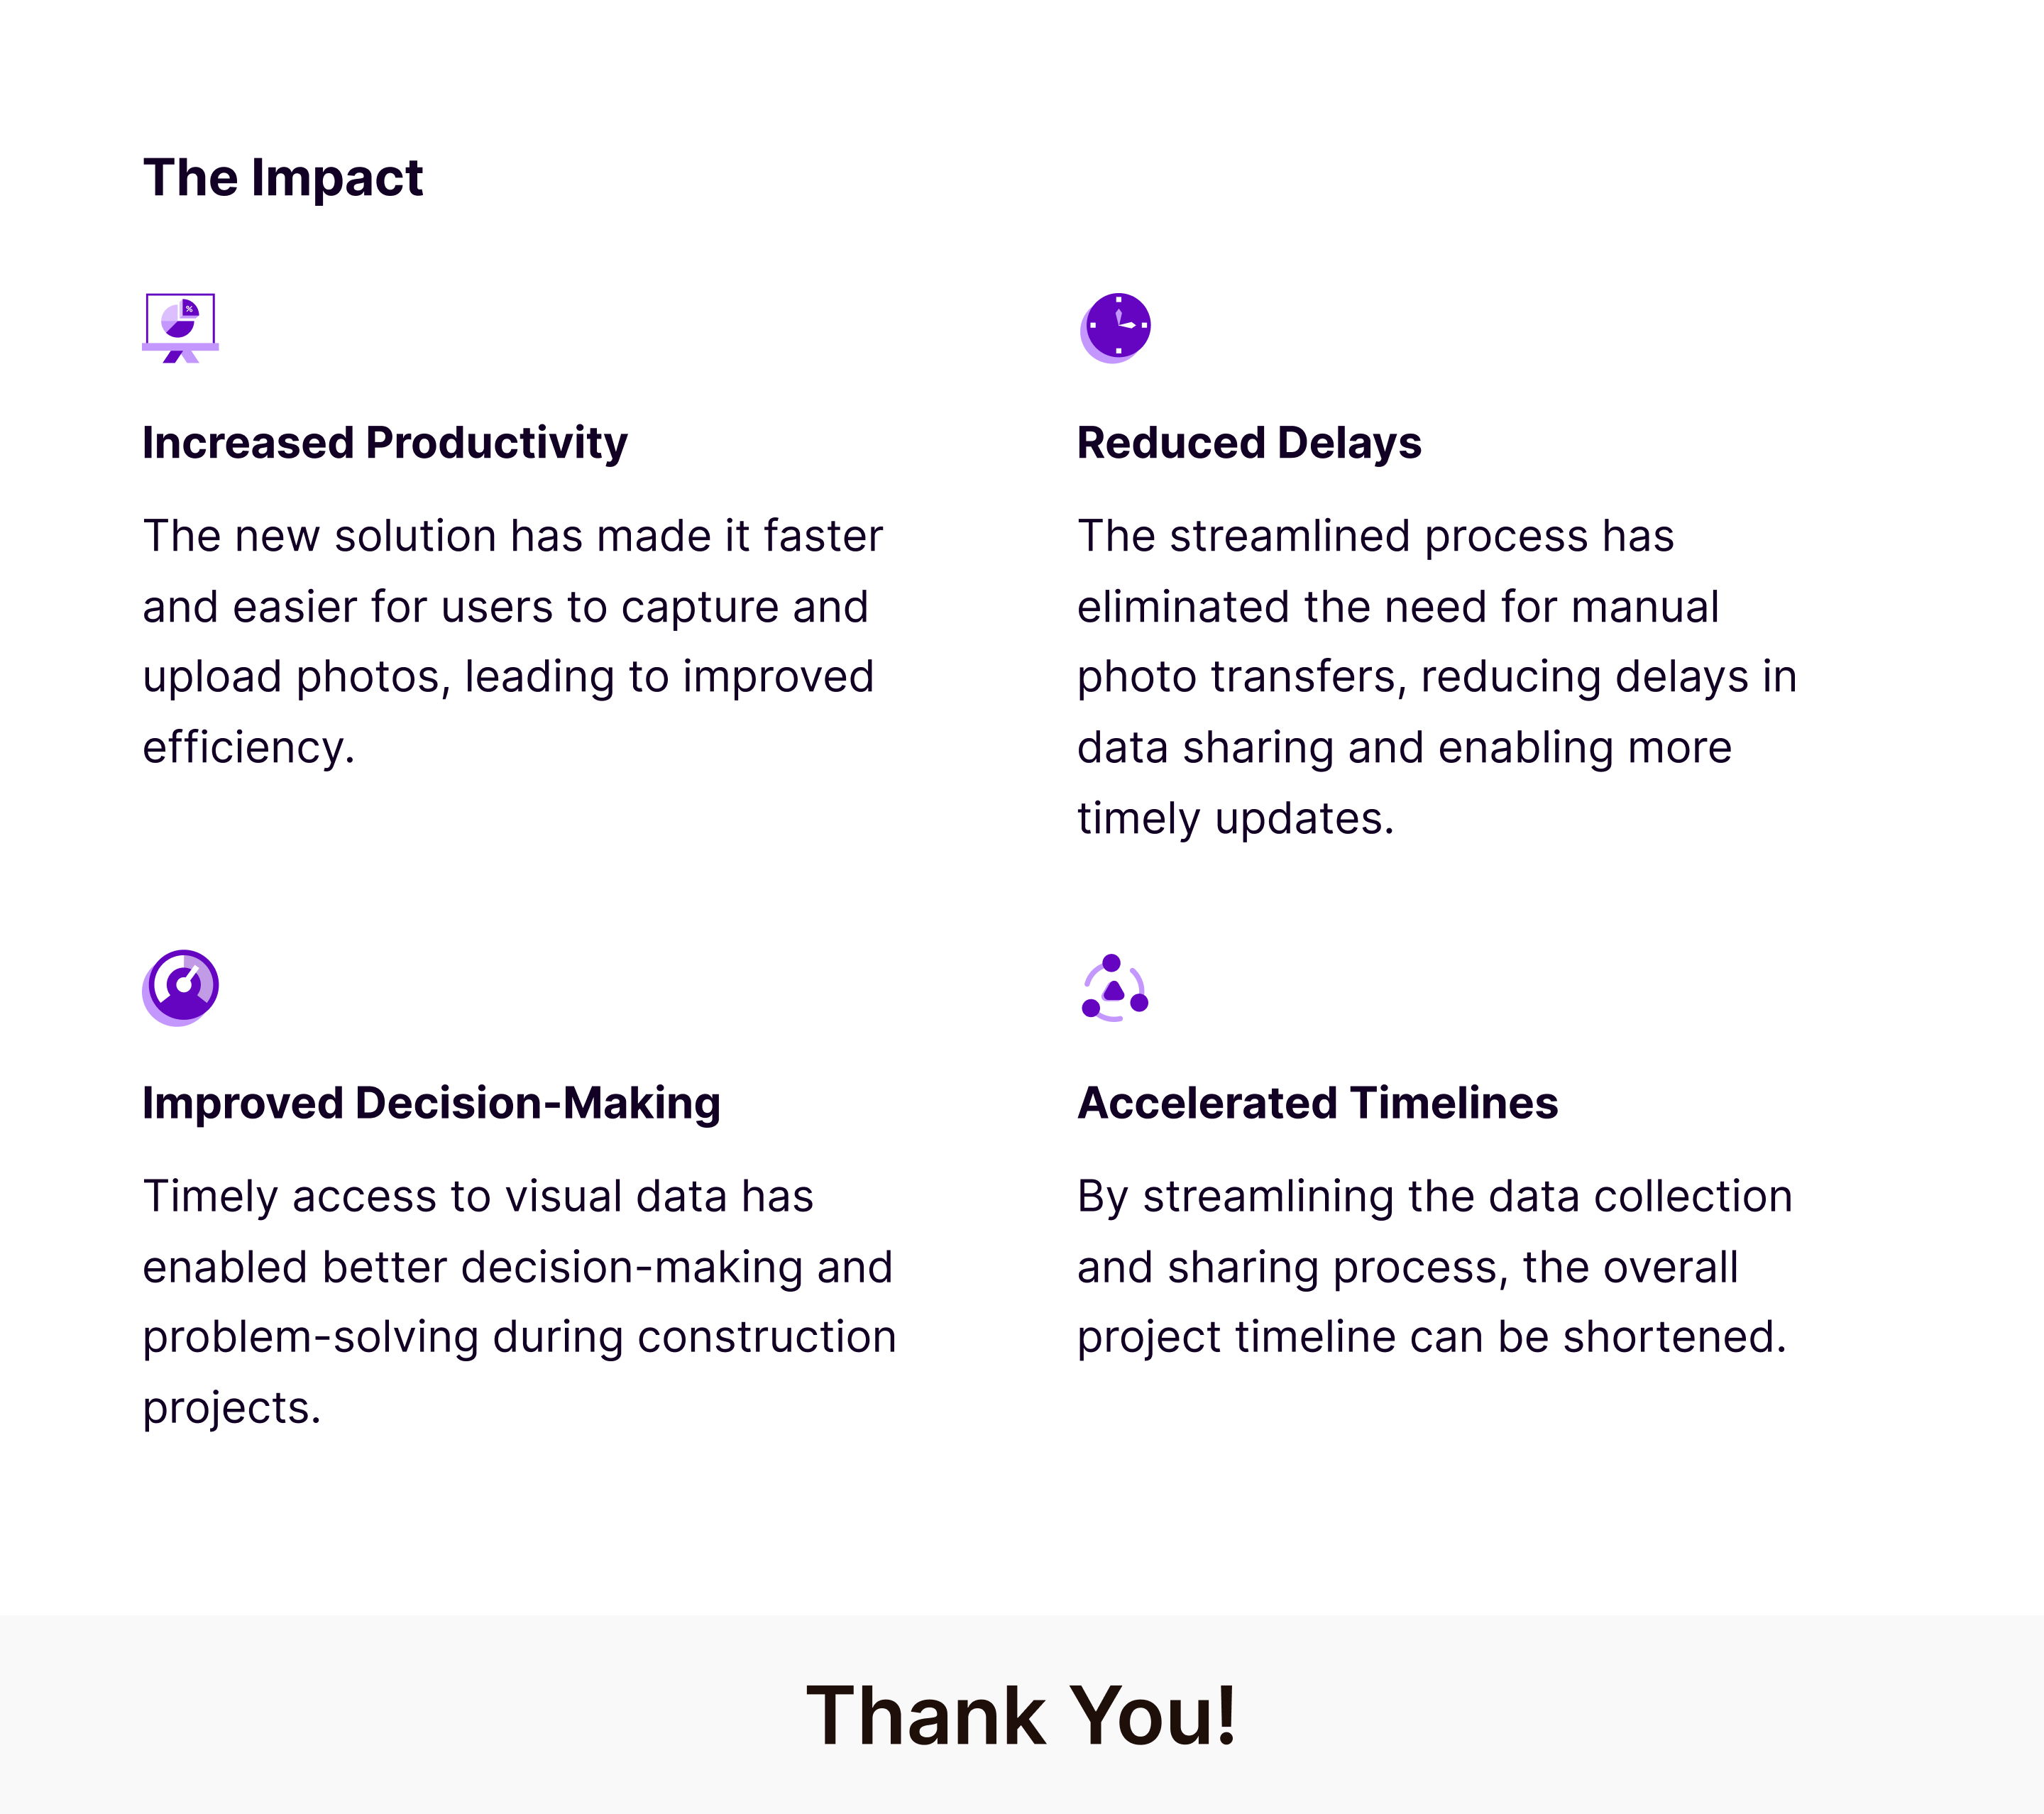 The Impact
%
Increased Productivity
The new solution has made it faster
and easier for users to capture and
upload photos, leading to improved
efficiency.
Reduced Delays
The streamlined process has
eliminated the need for manual
photo transfers, reducing delays in
data sharing and enabling more
timely updates.
Improved Decision-Making
Timely access to visual data has
enabled better decision-making and
problem-solving during construction
projects.
Accelerated Timelines
By streamlining the data collection
and sharing process, the overall
project timeline can be shortened.
Thank You!